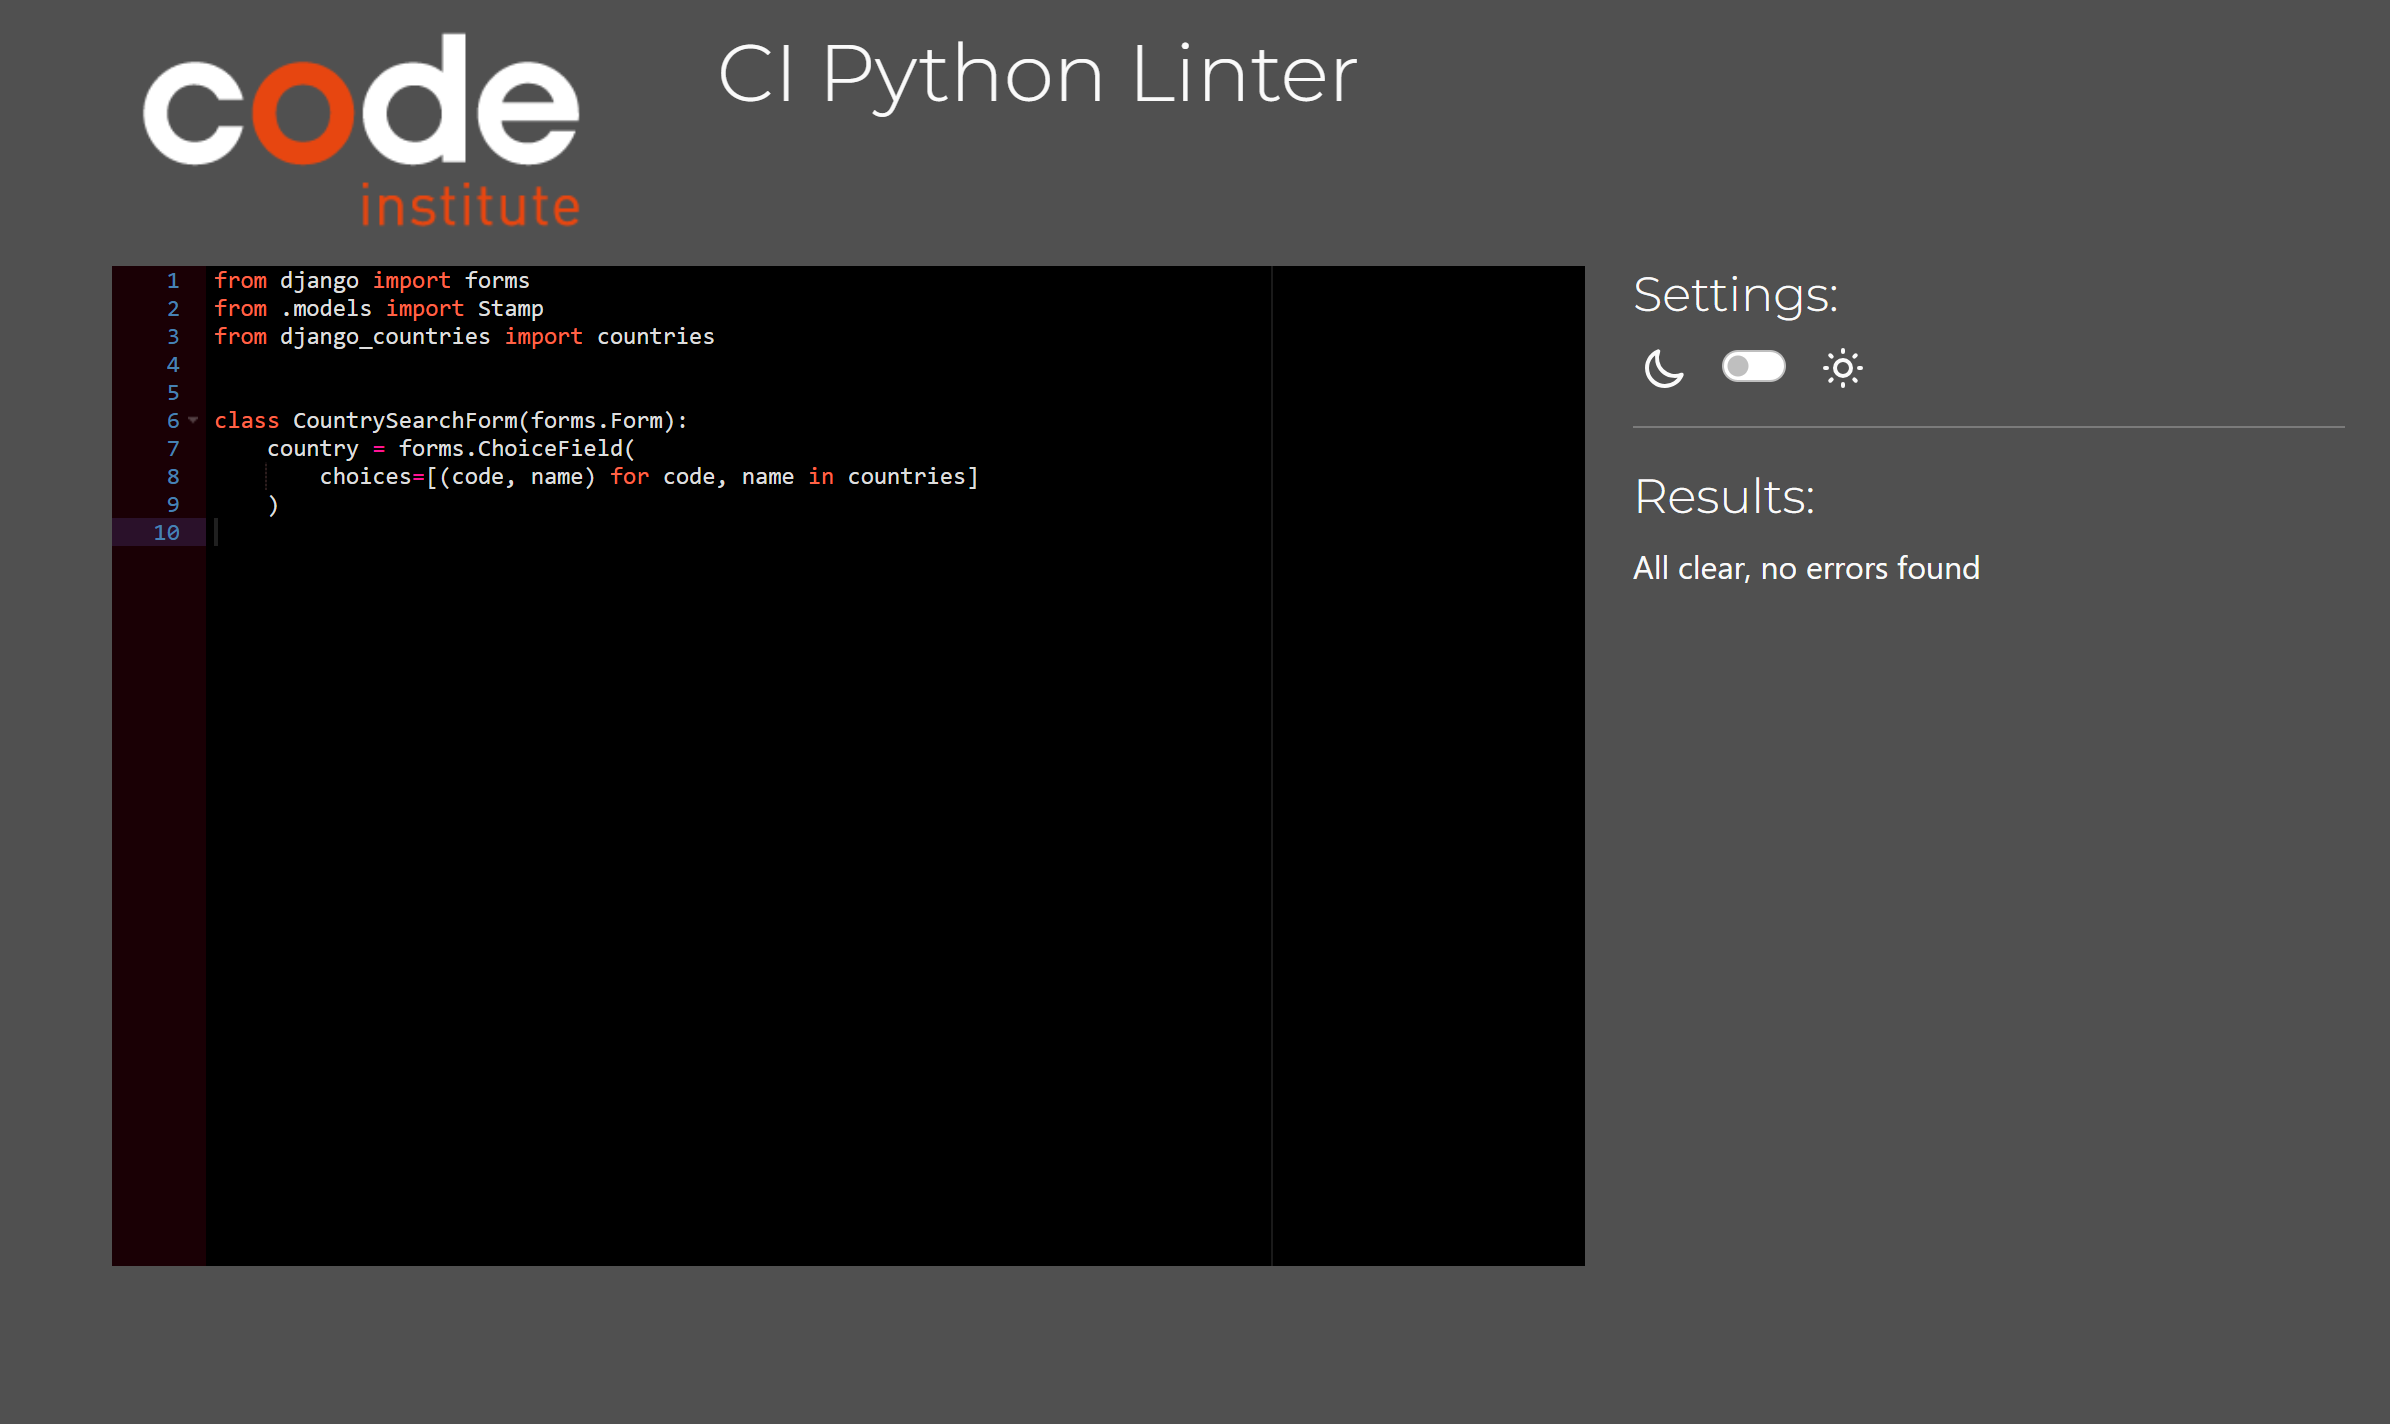 code
institute
CI Python Linter
1 from django import forms
2 from .models import Stamp
3 from django_countries import countries
4
5
6 class CountrySearchForm(forms.Form):
7     country = forms.ChoiceField(
8         choices=[(code, name) for code, name in countries]
9     )
10
Settings:
Results:
All clear, no errors found